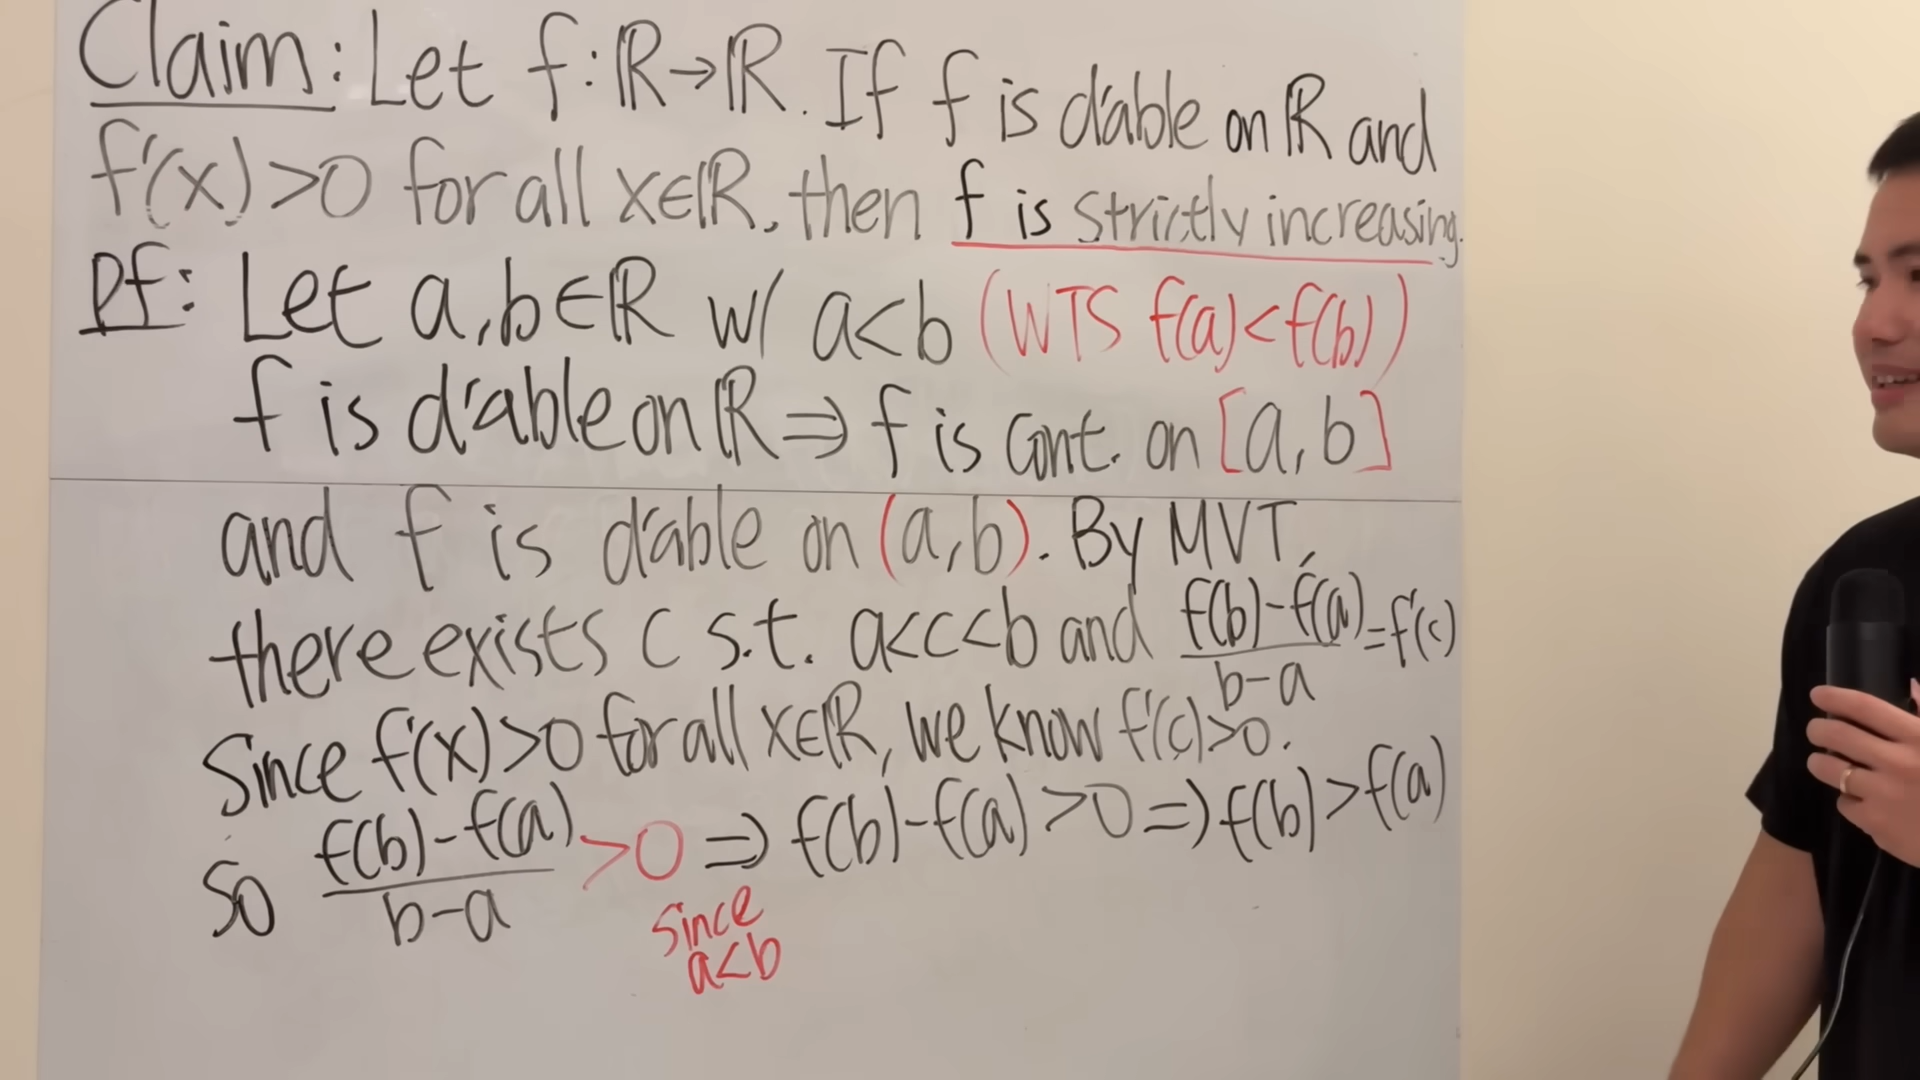 Claim: Let f:ℝ→ℝ. If f is d'able on ℝ and
f'(x)>0 for all x∈ℝ, then f is strictly increasing.
Pf: Let a,b∈ℝ w/ a<b (WTS f(a)<f(b))
f is d'able on ℝ ⇒ f is cont. on [a,b]
and f is d'able on (a,b). By MVT,
there exists c s.t. a<c<b and (f(b)-f(a))/(b-a)=f'(c)
Since f'(x)>0 for all x∈ℝ, we know f'(c)>0.
So (f(b)-f(a))/(b-a) >0 ⇒ f(b)-f(a)>0 ⇒ f(b)>f(a)
Since
a<b